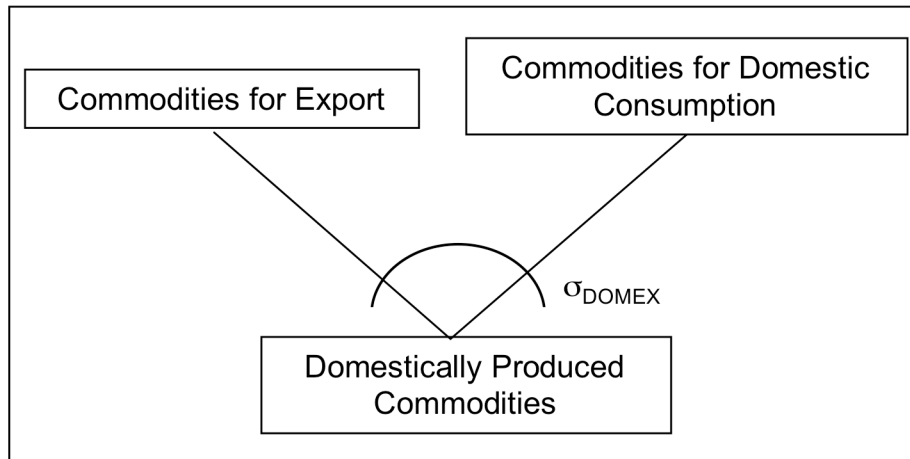 Commodities for Export
Commodities for Domestic
Consumption
σDOMEX
Domestically Produced
Commodities